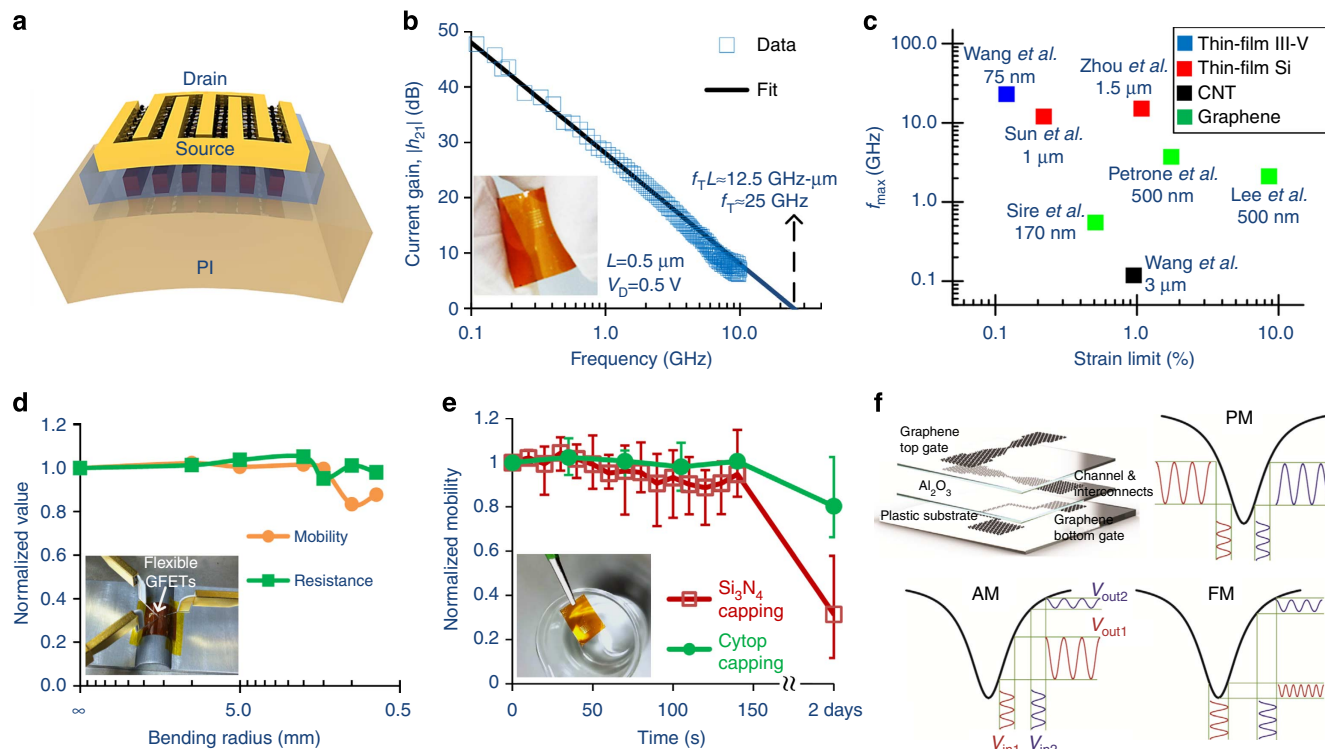 a
Drain
Source
PI
b
50
40
30
20
10
0
Current gain, |h21| (dB)
Data
Fit
fTL≈12.5 GHz-μm
fT≈25 GHz
L=0.5 μm
VD=0.5 V
0.1
1.0
10.0
Frequency (GHz)
c
100.0
10.0
1.0
0.1
fmax (GHz)
Thin-film III-V
Thin-film Si
CNT
Graphene
Wang et al.
75 nm
Zhou et al.
1.5 μm
Sun et al.
1 μm
Petrone et al.
500 nm
Lee et al.
500 nm
Sire et al.
170 nm
Wang et al.
3 μm
0.1
1.0
10.0
Strain limit (%)
d
1.2
1.0
0.8
0.6
0.4
0.2
0.0
Normalized value
Mobility
Resistance
Flexible
GFETs
∞
5.0
0.5
Bending radius (mm)
e
1.2
1
0.8
0.6
0.4
0.2
0
Normalized mobility
Si3N4
capping
Cytop
capping
0
50
100
150
2 days
Time (s)
f
Graphene
top gate
Al2O3
Plastic substrate
Channel &
interconnects
Graphene
bottom gate
PM
AM
Vout2
Vout1
Vin1
Vin2
FM